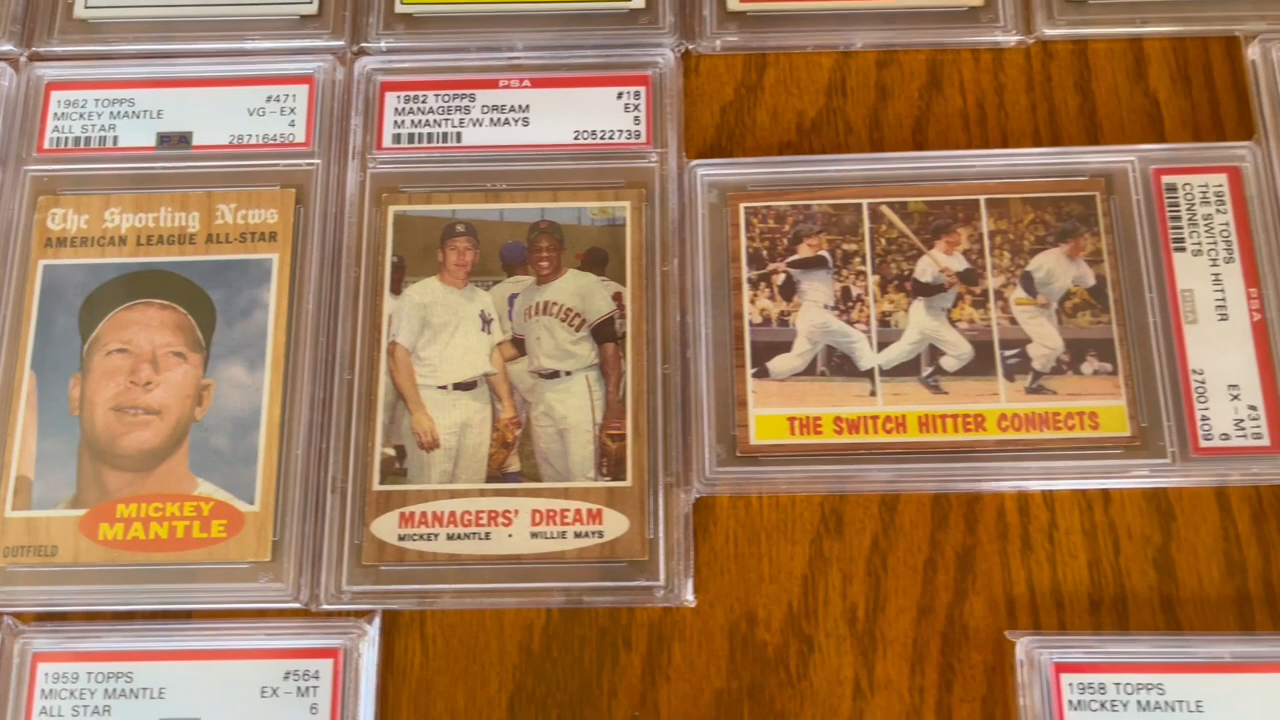 1962 TOPPS #471
MICKEY MANTLE VG-EX
ALL STAR 4
PSA 28716450
The Sporting News
AMERICAN LEAGUE ALL-STAR
MICKEY
MANTLE
OUTFIELD
PSA
1962 TOPPS #18
MANAGERS' DREAM EX
M.MANTLE/W.MAYS 5
20522739
FRANCISCO
MANAGERS' DREAM
MICKEY MANTLE • WILLIE MAYS
THE SWITCH HITTER CONNECTS
PSA
1962 TOPPS #318
THE SWITCH HITTER EX-MT
CONNECTS 6
PSA 27001409
1959 TOPPS #564
MICKEY MANTLE EX-MT
ALL STAR 6
1958 TOPPS
MICKEY MANTLE